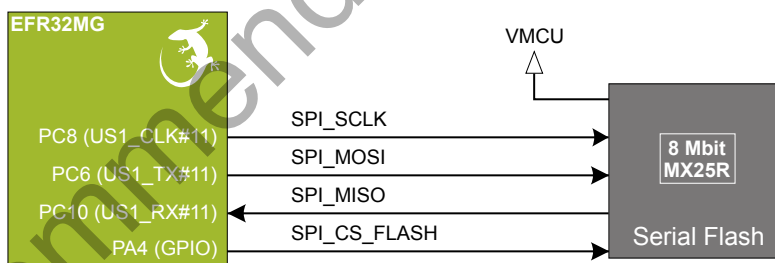 EFR32MG
VMCU
PC8 (US1_CLK#11)
SPI_SCLK
PC6 (US1_TX#11)
SPI_MOSI
PC10 (US1_RX#11)
SPI_MISO
PA4 (GPIO)
SPI_CS_FLASH
8 Mbit
MX25R
Serial Flash